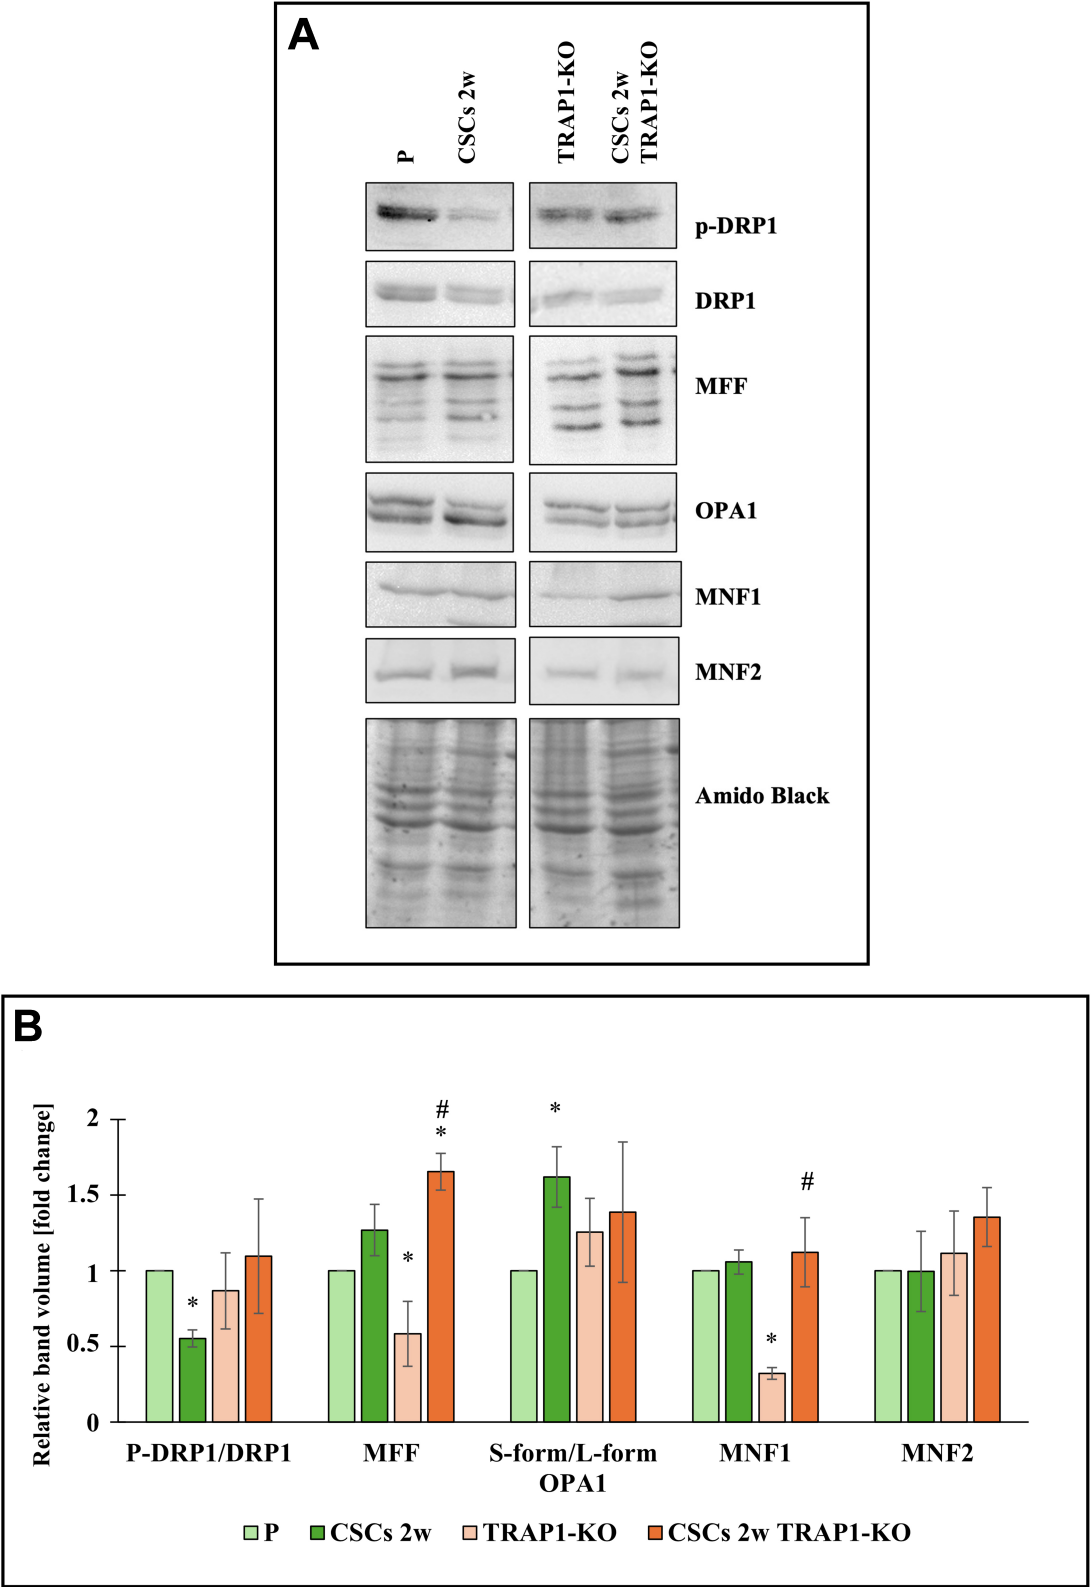 A
P
CSCs 2w
TRAP1-KO
CSCs 2w
TRAP1-KO
p-DRP1
DRP1
MFF
OPA1
MNF1
MNF2
Amido Black
B
Relative band volume [fold change]
2
1.5
1
0.5
0
*
*
#
*
*
*
#
P-DRP1/DRP1
MFF
S-form/L-form
OPA1
MNF1
MNF2
P
CSCs 2w
TRAP1-KO
CSCs 2w TRAP1-KO